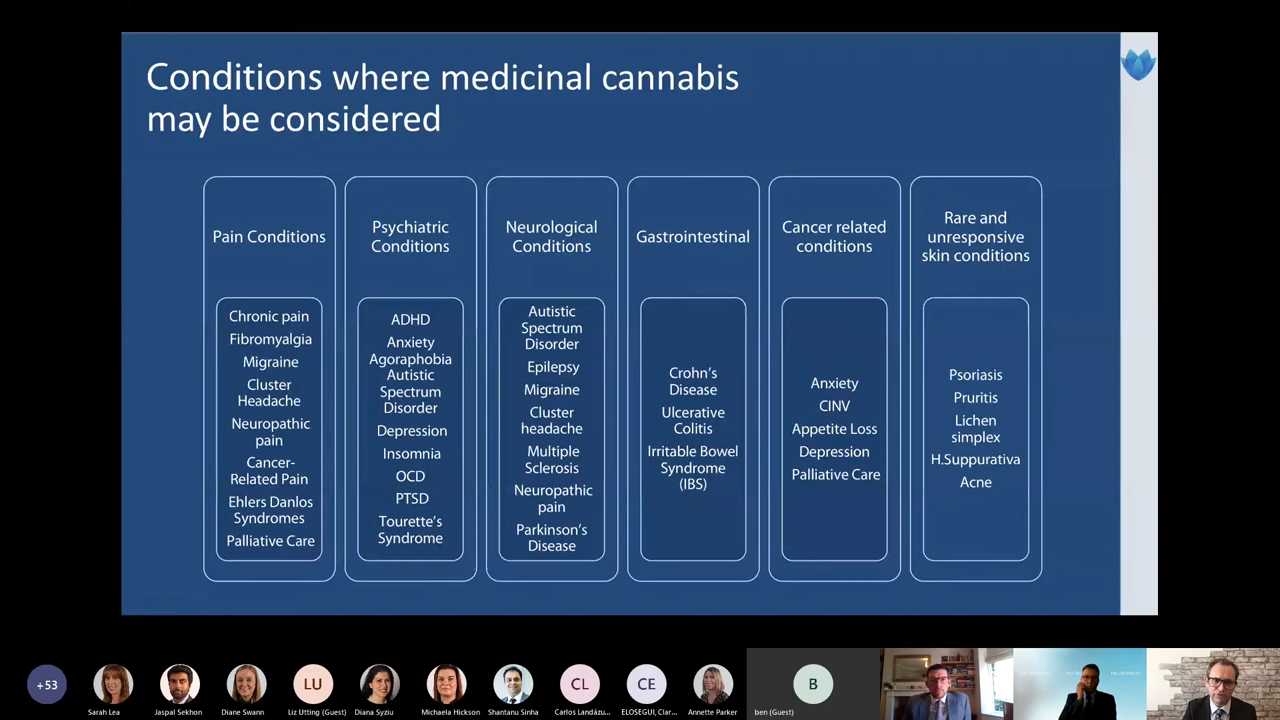 Conditions where medicinal cannabis
may be considered
Pain Conditions
Chronic pain
Fibromyalgia
Migraine
Cluster
Headache
Neuropathic
pain
Cancer-
Related Pain
Ehlers Danlos
Syndromes
Palliative Care
Psychiatric
Conditions
ADHD
Anxiety
Agoraphobia
Autistic
Spectrum
Disorder
Depression
Insomnia
OCD
PTSD
Tourette's
Syndrome
Neurological
Conditions
Autistic
Spectrum
Disorder
Epilepsy
Migraine
Cluster
headache
Multiple
Sclerosis
Neuropathic
pain
Parkinson's
Disease
Gastrointestinal
Crohn's
Disease
Ulcerative
Colitis
Irritable Bowel
Syndrome
(IBS)
Cancer related
conditions
Anxiety
CINV
Appetite Loss
Depression
Palliative Care
Rare and
unresponsive
skin conditions
Psoriasis
Pruritis
Lichen
simplex
H.Suppurativa
Acne
+53
Sarah Lea
Jaspal Sekhon
Diane Swann
LU
Liz Utting (Guest)
Diana Syziu
Michaela Hickson
Shantanu Sinha
CL
Carlos Landázu...
CE
ELOSEGUI, Clar...
Annette Parker
B
ben (Guest)